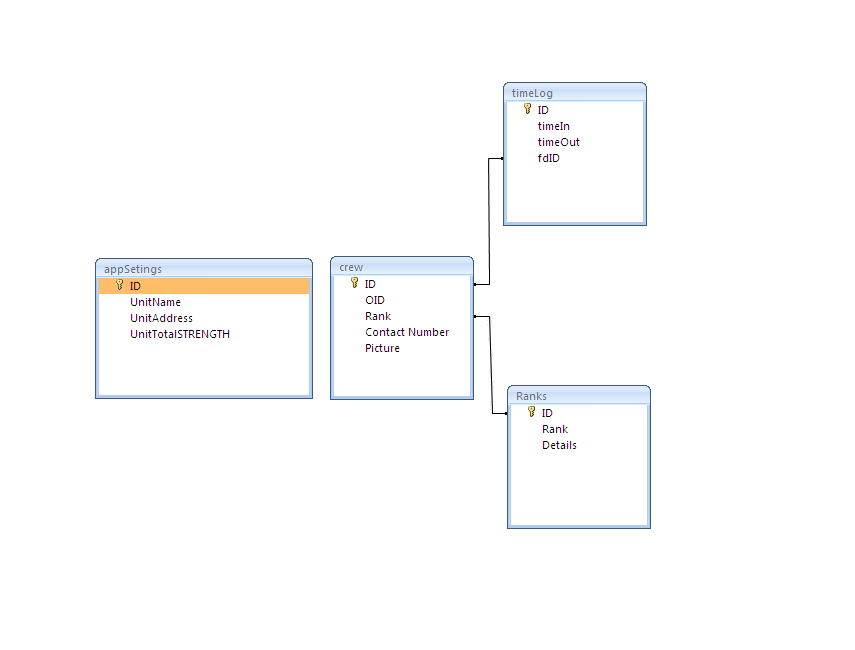 timeLog
ID
timeIn
timeOut
fdID
appSetings
ID
UnitName
UnitAddress
UnitTotalSTRENGTH
crew
ID
OID
Rank
Contact Number
Picture
Ranks
ID
Rank
Details